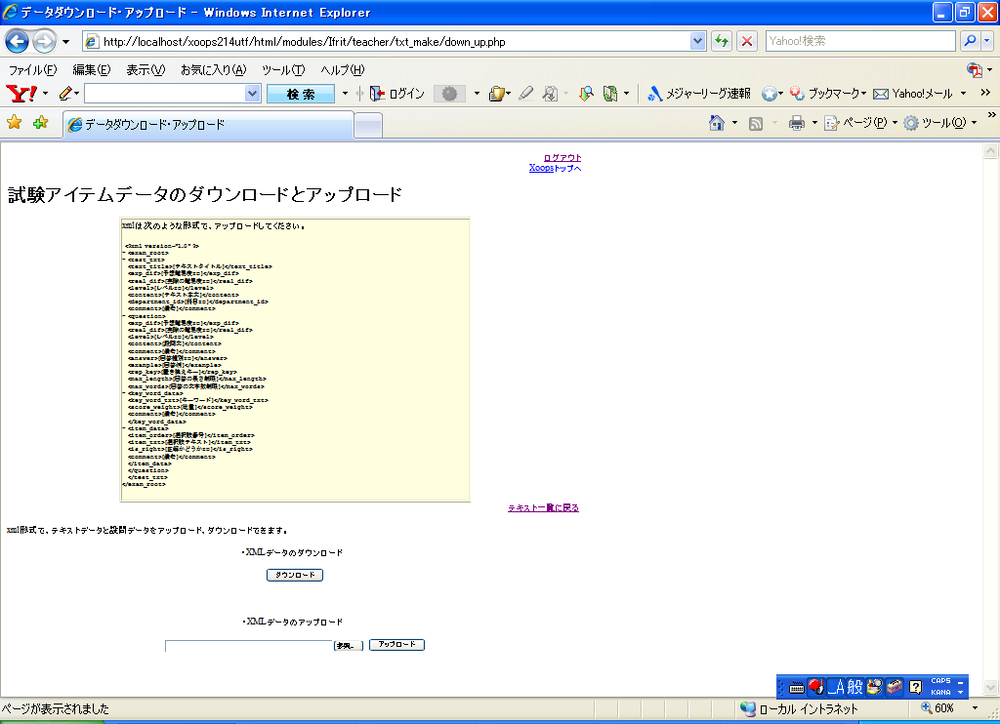 データダウンロード・アップロード - Windows Internet Explorer
http://localhost/xoops214utf/html/modules/Ifrit/teacher/txt_make/down_up.php
Yahoo!検索
ファイル(F) 編集(E) 表示(V) お気に入り(A) ツール(T) ヘルプ(H)
Y! 検索 ログイン メジャーリーグ速報 ブックマーク Yahoo!メール
データダウンロード・アップロード
ページ(P) ツール(O)
ログアウト
Xoopsトップへ
試験アイテムデータのダウンロードとアップロード
xmlは次のような形式で、アップロードしてください。
<?xml version="1.0" ?>
- <exam_root>
- <test_txt>
<text_title>[テキストタイトル]</text_title>
<exp_dif>[予想難易度※※]</exp_dif>
<real_dif>[実際の難易度※※]</real_dif>
<level>[レベル※※]</level>
<content>[テキスト本文]</content>
<department_id>[科目※※]</department_id>
<comment>[備考]</comment>
- <question>
<exp_dif>[予想難易度※※]</exp_dif>
<real_dif>[実際の難易度※※]</real_dif>
<level>[レベル※※]</level>
<content>[設問文]</content>
<comment>[備考]</comment>
<answer>[回答種別※※]</answer>
<example>[回答例]</example>
<rep_key>[置き換えキー]</rep_key>
<max_length>[回答の長さ制限]</max_length>
<max_words>[回答の文字数制限]</max_words>
- <key_word_data>
<key_word_txt>[キーワード]</key_word_txt>
<score_weight>[比重]</score_weight>
<comment>[備考]</comment>
</key_word_data>
- <item_data>
<item_order>[選択肢番号]</item_order>
<item_txt>[選択肢テキスト]</item_txt>
<is_right>[正解かどうか※※]</is_right>
<comment>[備考]</comment>
</item_data>
</question>
</test_txt>
</exam_root>
テキスト一覧に戻る
xml形式で、テキストデータと設問データをアップロード、ダウンロードできます。
・XMLデータのダウンロード
ダウンロード
・XMLデータのアップロード
参照... アップロード
_A 般 CAPS KANA
ページが表示されました ローカル イントラネット 60%